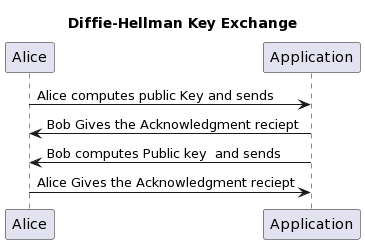 Diffie-Hellman Key Exchange
Alice Application
Alice computes public Key and sends
Bob Gives the Acknowledgment reciept
Bob computes Public key  and sends
Alice Gives the Acknowledgment reciept
Alice Application